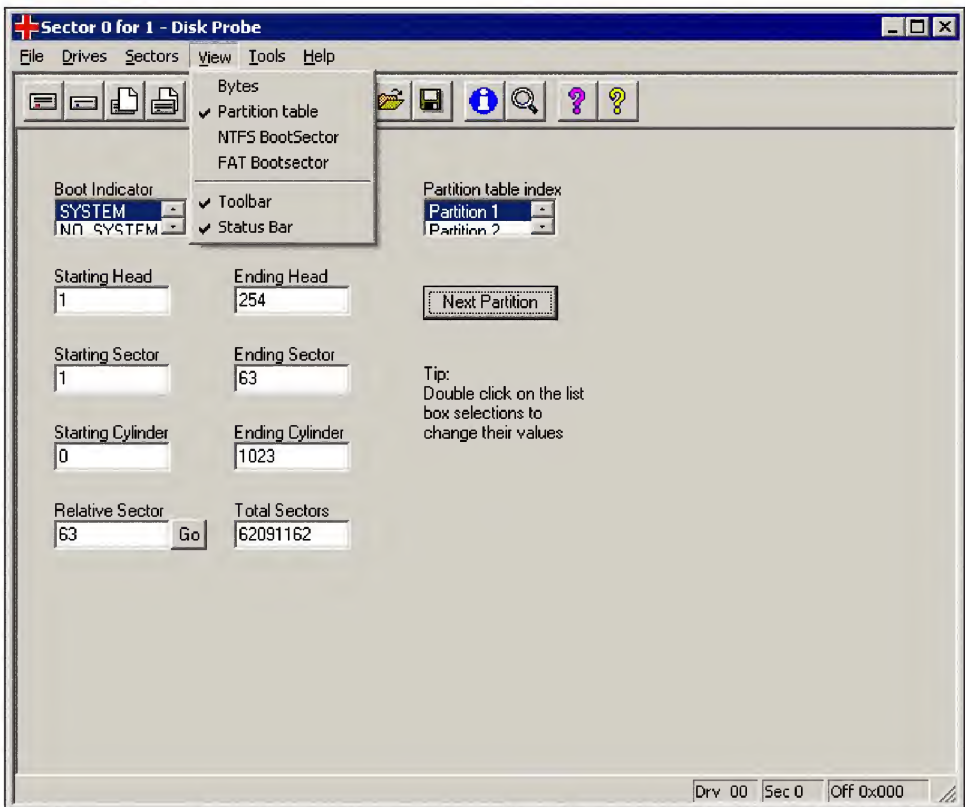 Sector 0 for 1 - Disk Probe
File Drives Sectors View Tools Help
Bytes
Partition table
NTFS BootSector
FAT Bootsector
Toolbar
Status Bar
Boot Indicator
SYSTEM
NO_SYSTEM
Partition table index
Partition 1
Partition 2
Starting Head
1
Ending Head
254
Next Partition
Starting Sector
1
Ending Sector
63
Tip:
Double click on the list
box selections to
change their values
Starting Cylinder
0
Ending Cylinder
1023
Relative Sector
63
Go
Total Sectors
62091162
Drv 00 Sec 0 Off 0x000